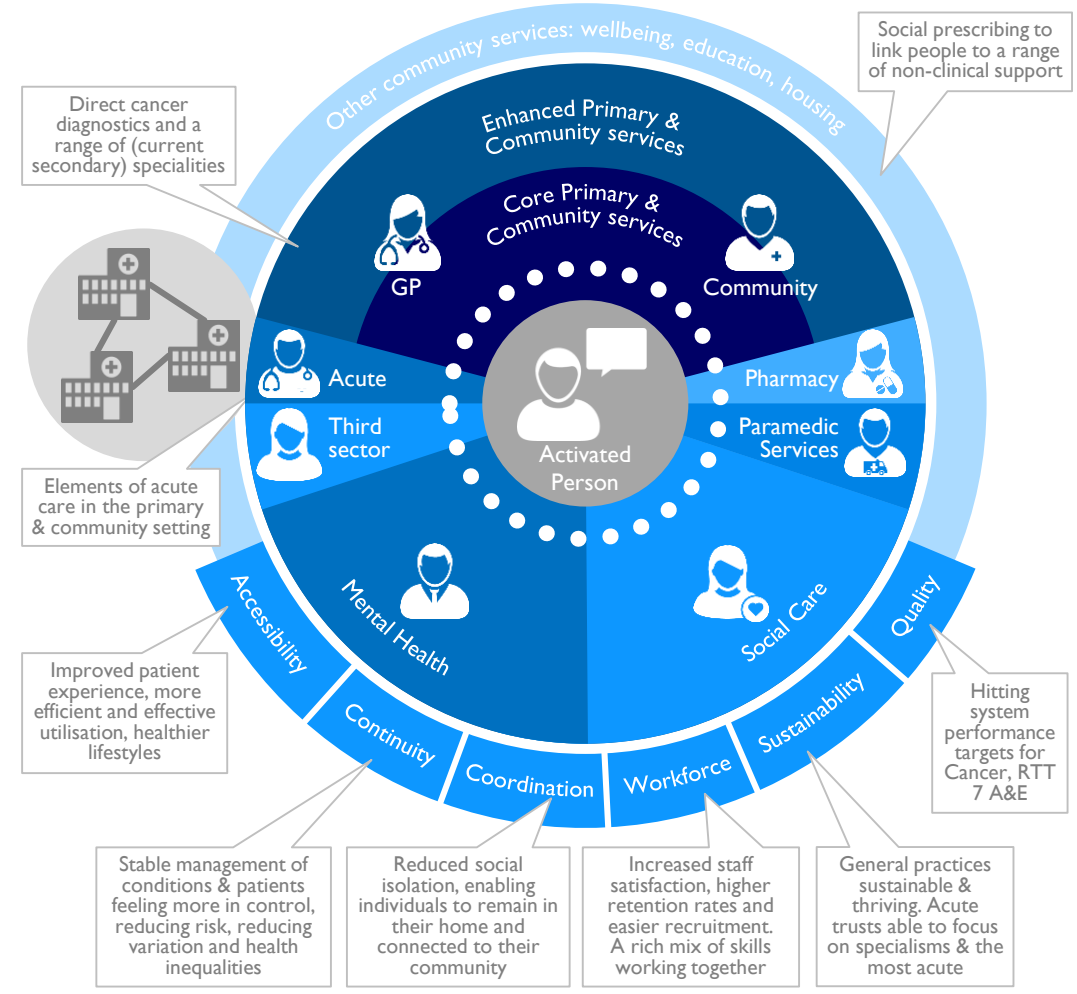 Other community services: wellbeing, education, housing
Social prescribing to
link people to a range
of non-clinical support
Direct cancer
diagnostics and a
range of (current
secondary) specialities
Enhanced Primary &
Community services
Core Primary &
Community services
GP
Community
Acute
Pharmacy
Third
sector
Paramedic
Services
Activated
Person
Elements of acute
care in the primary
& community setting
Mental Health
Social Care
Accessibility
Continuity
Coordination
Workforce
Sustainability
Quality
Improved patient
experience, more
efficient and effective
utilisation, healthier
lifestyles
Hitting
system
performance
targets for
Cancer, RTT
7 A&E
Stable management of
conditions & patients
feeling more in control,
reducing risk, reducing
variation and health
inequalities
Reduced social
isolation, enabling
individuals to remain in
their home and
connected to their
community
Increased staff
satisfaction, higher
retention rates and
easier recruitment.
A rich mix of skills
working together
General practices
sustainable &
thriving. Acute
trusts able to focus
on specialisms & the
most acute